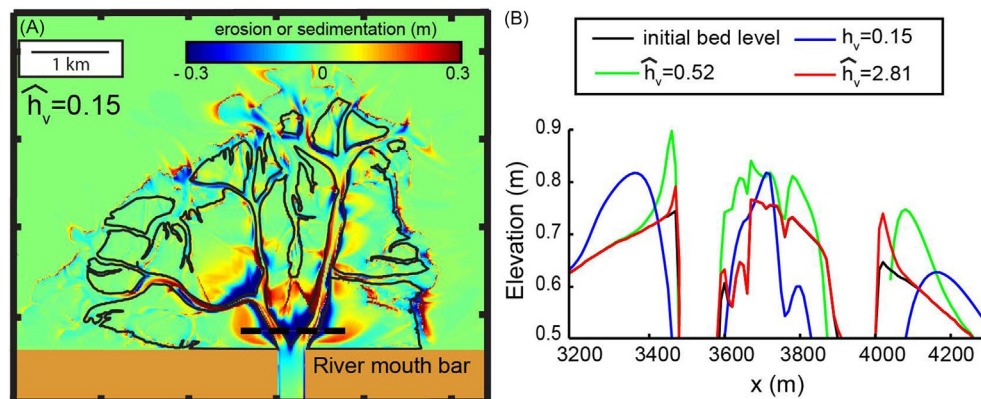 (A)
erosion or sedimentation (m)
-0.3 0 0.3
1 km
ĥv=0.15
River mouth bar
(B)
initial bed level
hv=0.15
ĥv=0.52
ĥv=2.81
Elevation (m)
0.9
0.8
0.7
0.6
0.5
3200 3400 3600 3800 4000 4200
x (m)